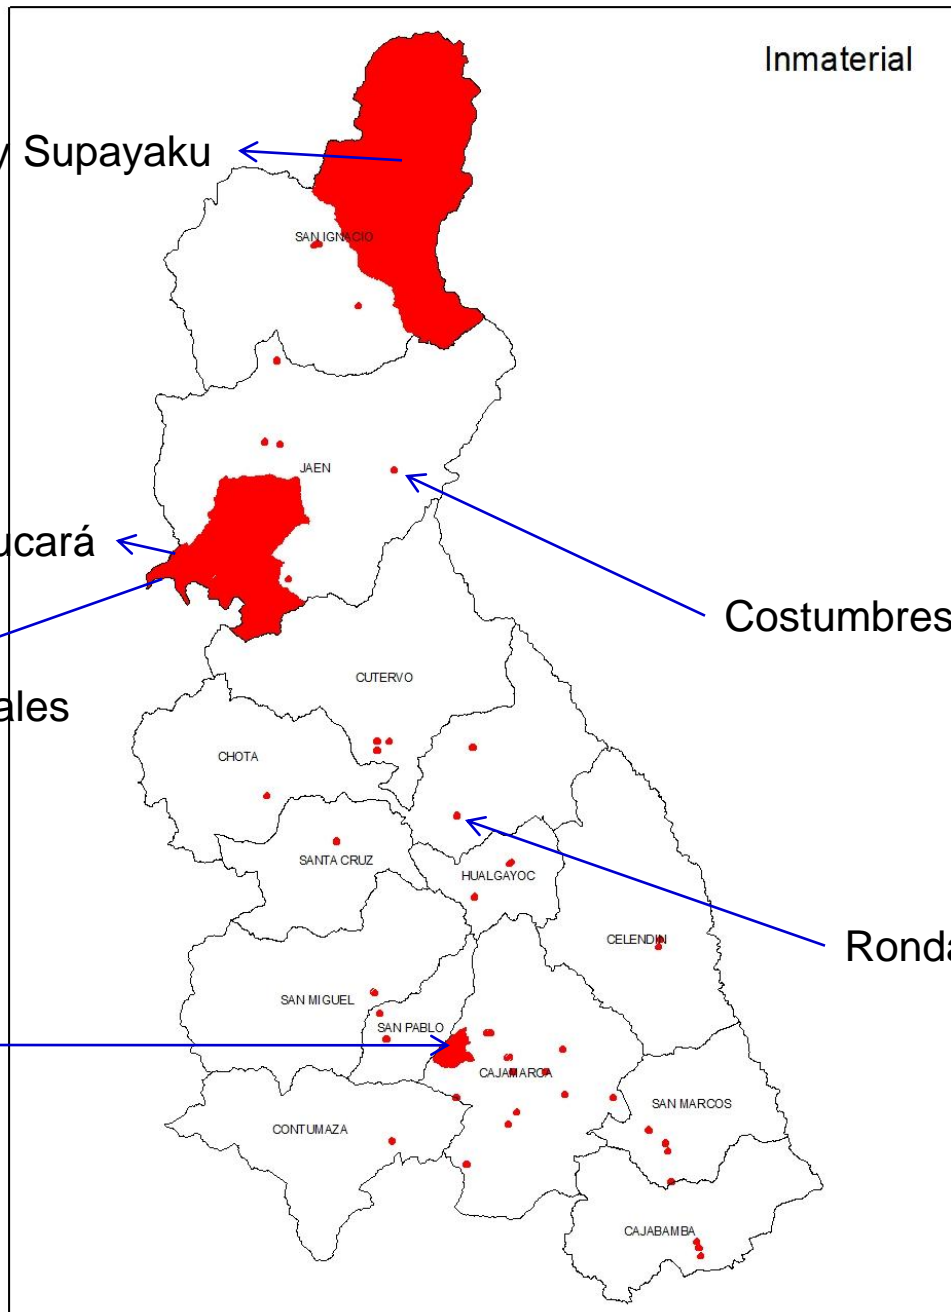 Inmaterial
y Supayaku
SAN IGNACIO
JAEN
ucará
Costumbres
CUTERVO
ales
CHOTA
SANTA CRUZ
HUALGAYOC
CELENDIN
Ronda
SAN MIGUEL
SAN PABLO
CAJAMARCA
SAN MARCOS
CONTUMAZA
CAJABAMBA